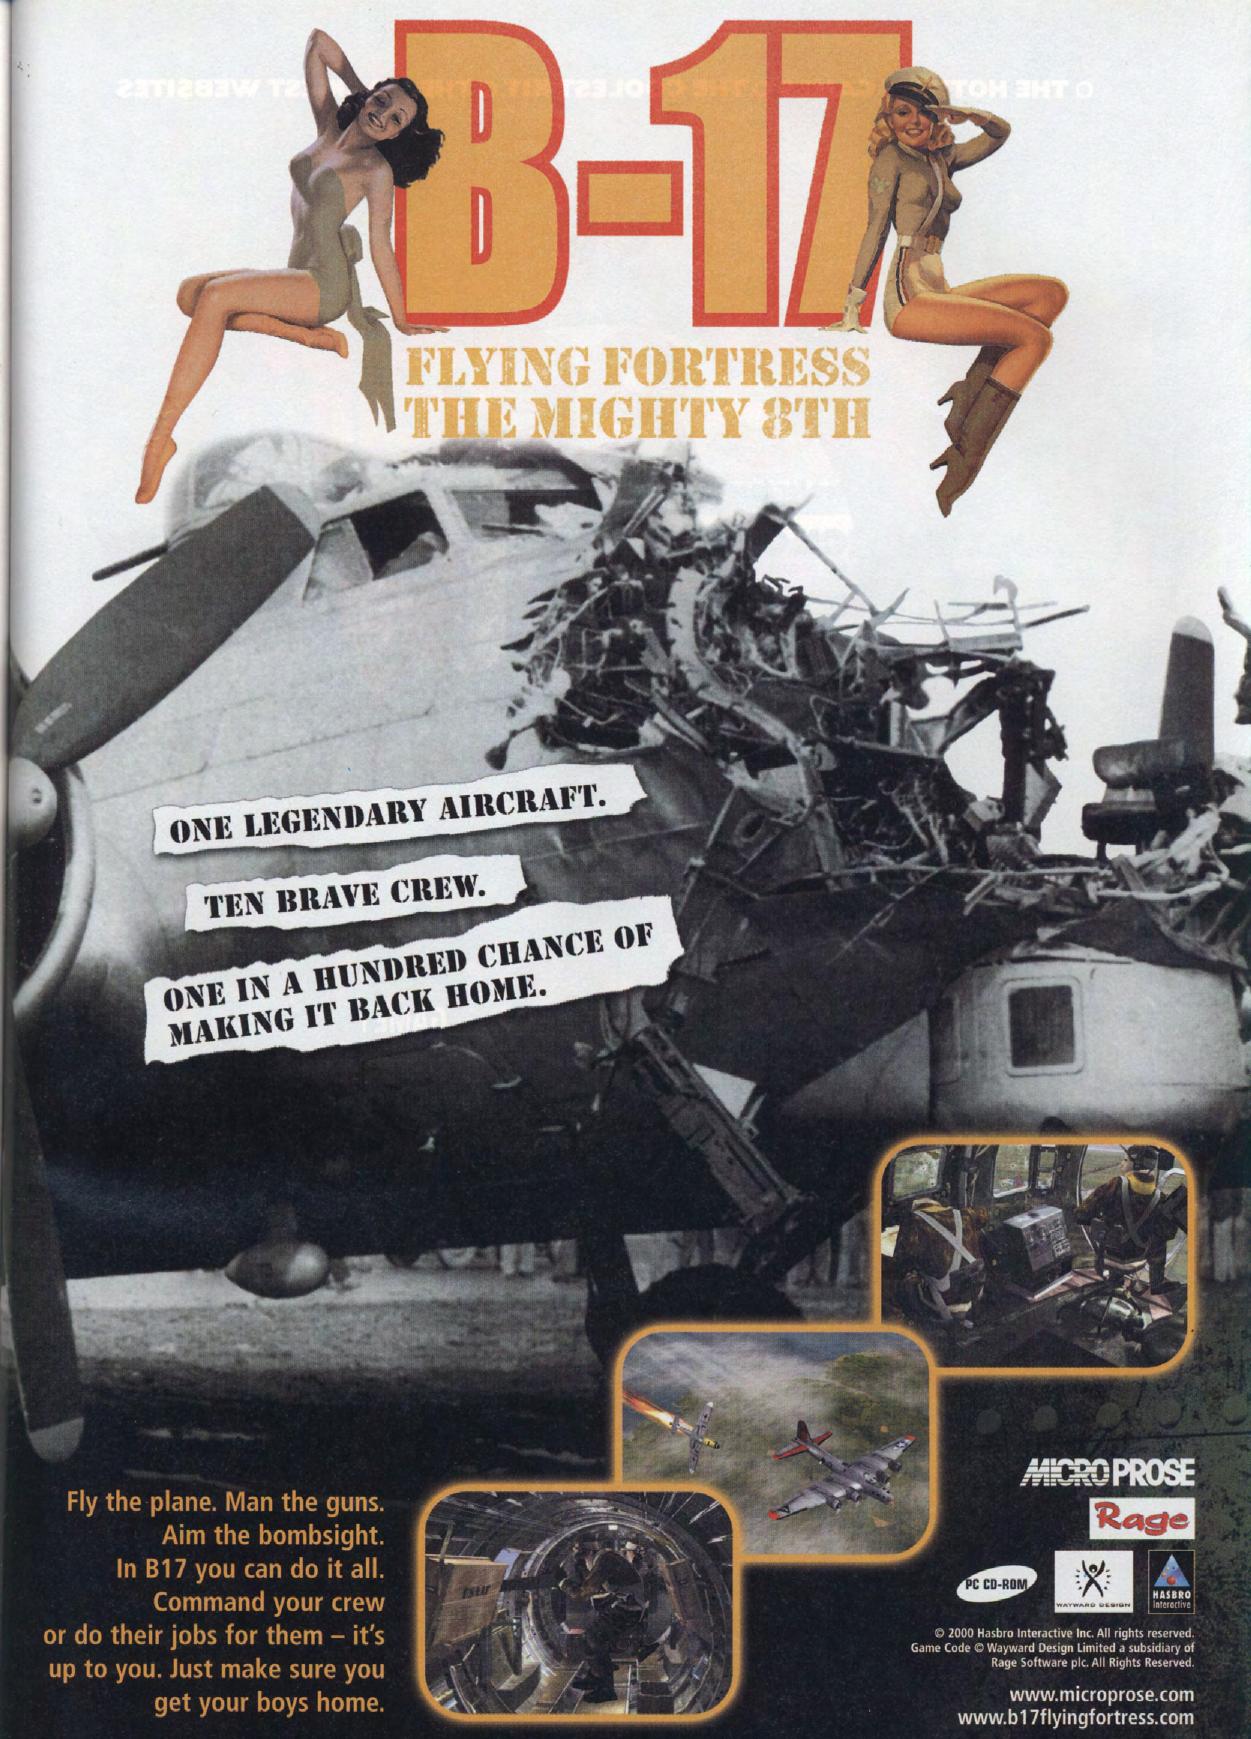 B-17
FLYING FORTRESS
THE MIGHTY 8TH
ONE LEGENDARY AIRCRAFT.
TEN BRAVE CREW.
ONE IN A HUNDRED CHANCE OF
MAKING IT BACK HOME.
Fly the plane. Man the guns.
Aim the bombsight.
In B17 you can do it all.
Command your crew
or do their jobs for them – it's
up to you. Just make sure you
get your boys home.
MICROPROSE
Rage
PC CD-ROM
WAYWARD DESIGN
HASBRO
Interactive
© 2000 Hasbro Interactive Inc. All rights reserved.
Game Code © Wayward Design Limited a subsidiary of
Rage Software plc. All Rights Reserved.
www.microprose.com
www.b17flyingfortress.com